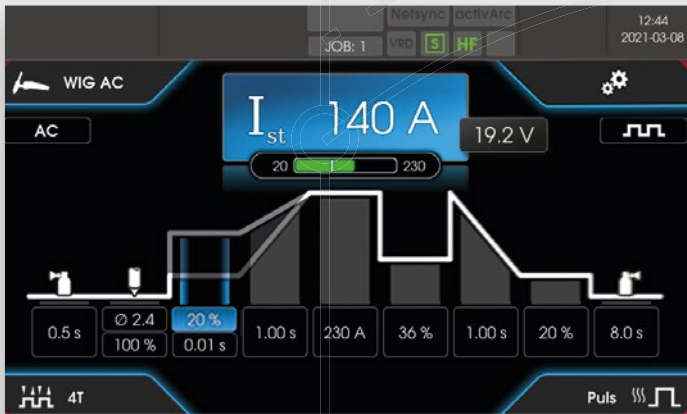 Netsync activArc
12:44
JOB: 1 VRD S HF
2021-03-08
WIG AC
I st 140 A
AC
19.2 V
20 230
0.5 s
Ø 2.4
100 %
20 %
0.01 s
1.00 s
230 A
36 %
1.00 s
20 %
8.0 s
4T
Puls